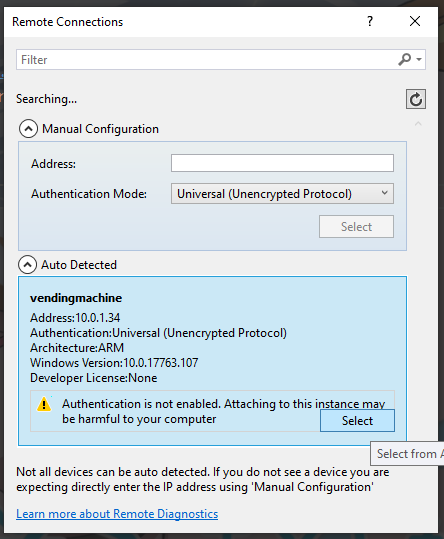 Remote Connections
?
Filter
Searching...
Manual Configuration
Address:
Authentication Mode:
Universal (Unencrypted Protocol)
Select
Auto Detected
vendingmachine
Address:10.0.1.34
Authentication:Universal (Unencrypted Protocol)
Architecture:ARM
Windows Version:10.0.17763.107
Developer License:None
Authentication is not enabled. Attaching to this instance may
be harmful to your computer
Select
Select from A
Not all devices can be auto detected. If you do not see a device you are
expecting directly enter the IP address using 'Manual Configuration'
Learn more about Remote Diagnostics